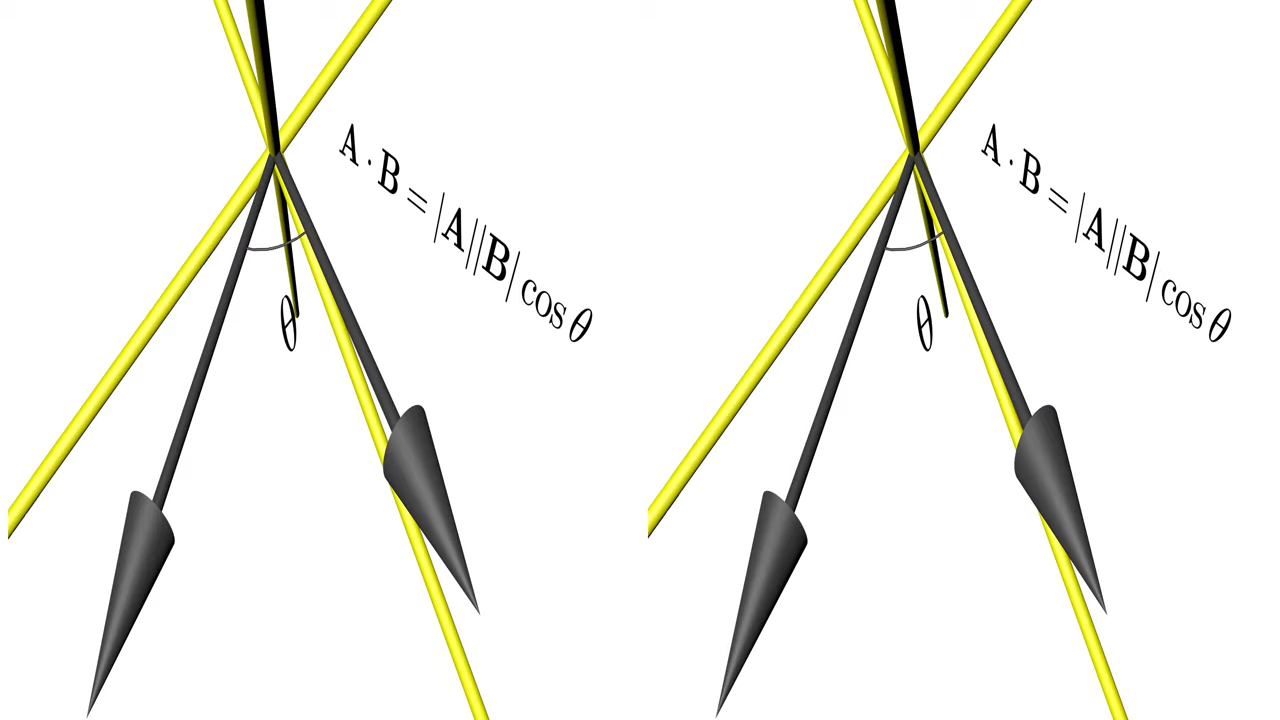 A · B = |A||B| cos θ
θ
A · B = |A||B| cos θ
θ